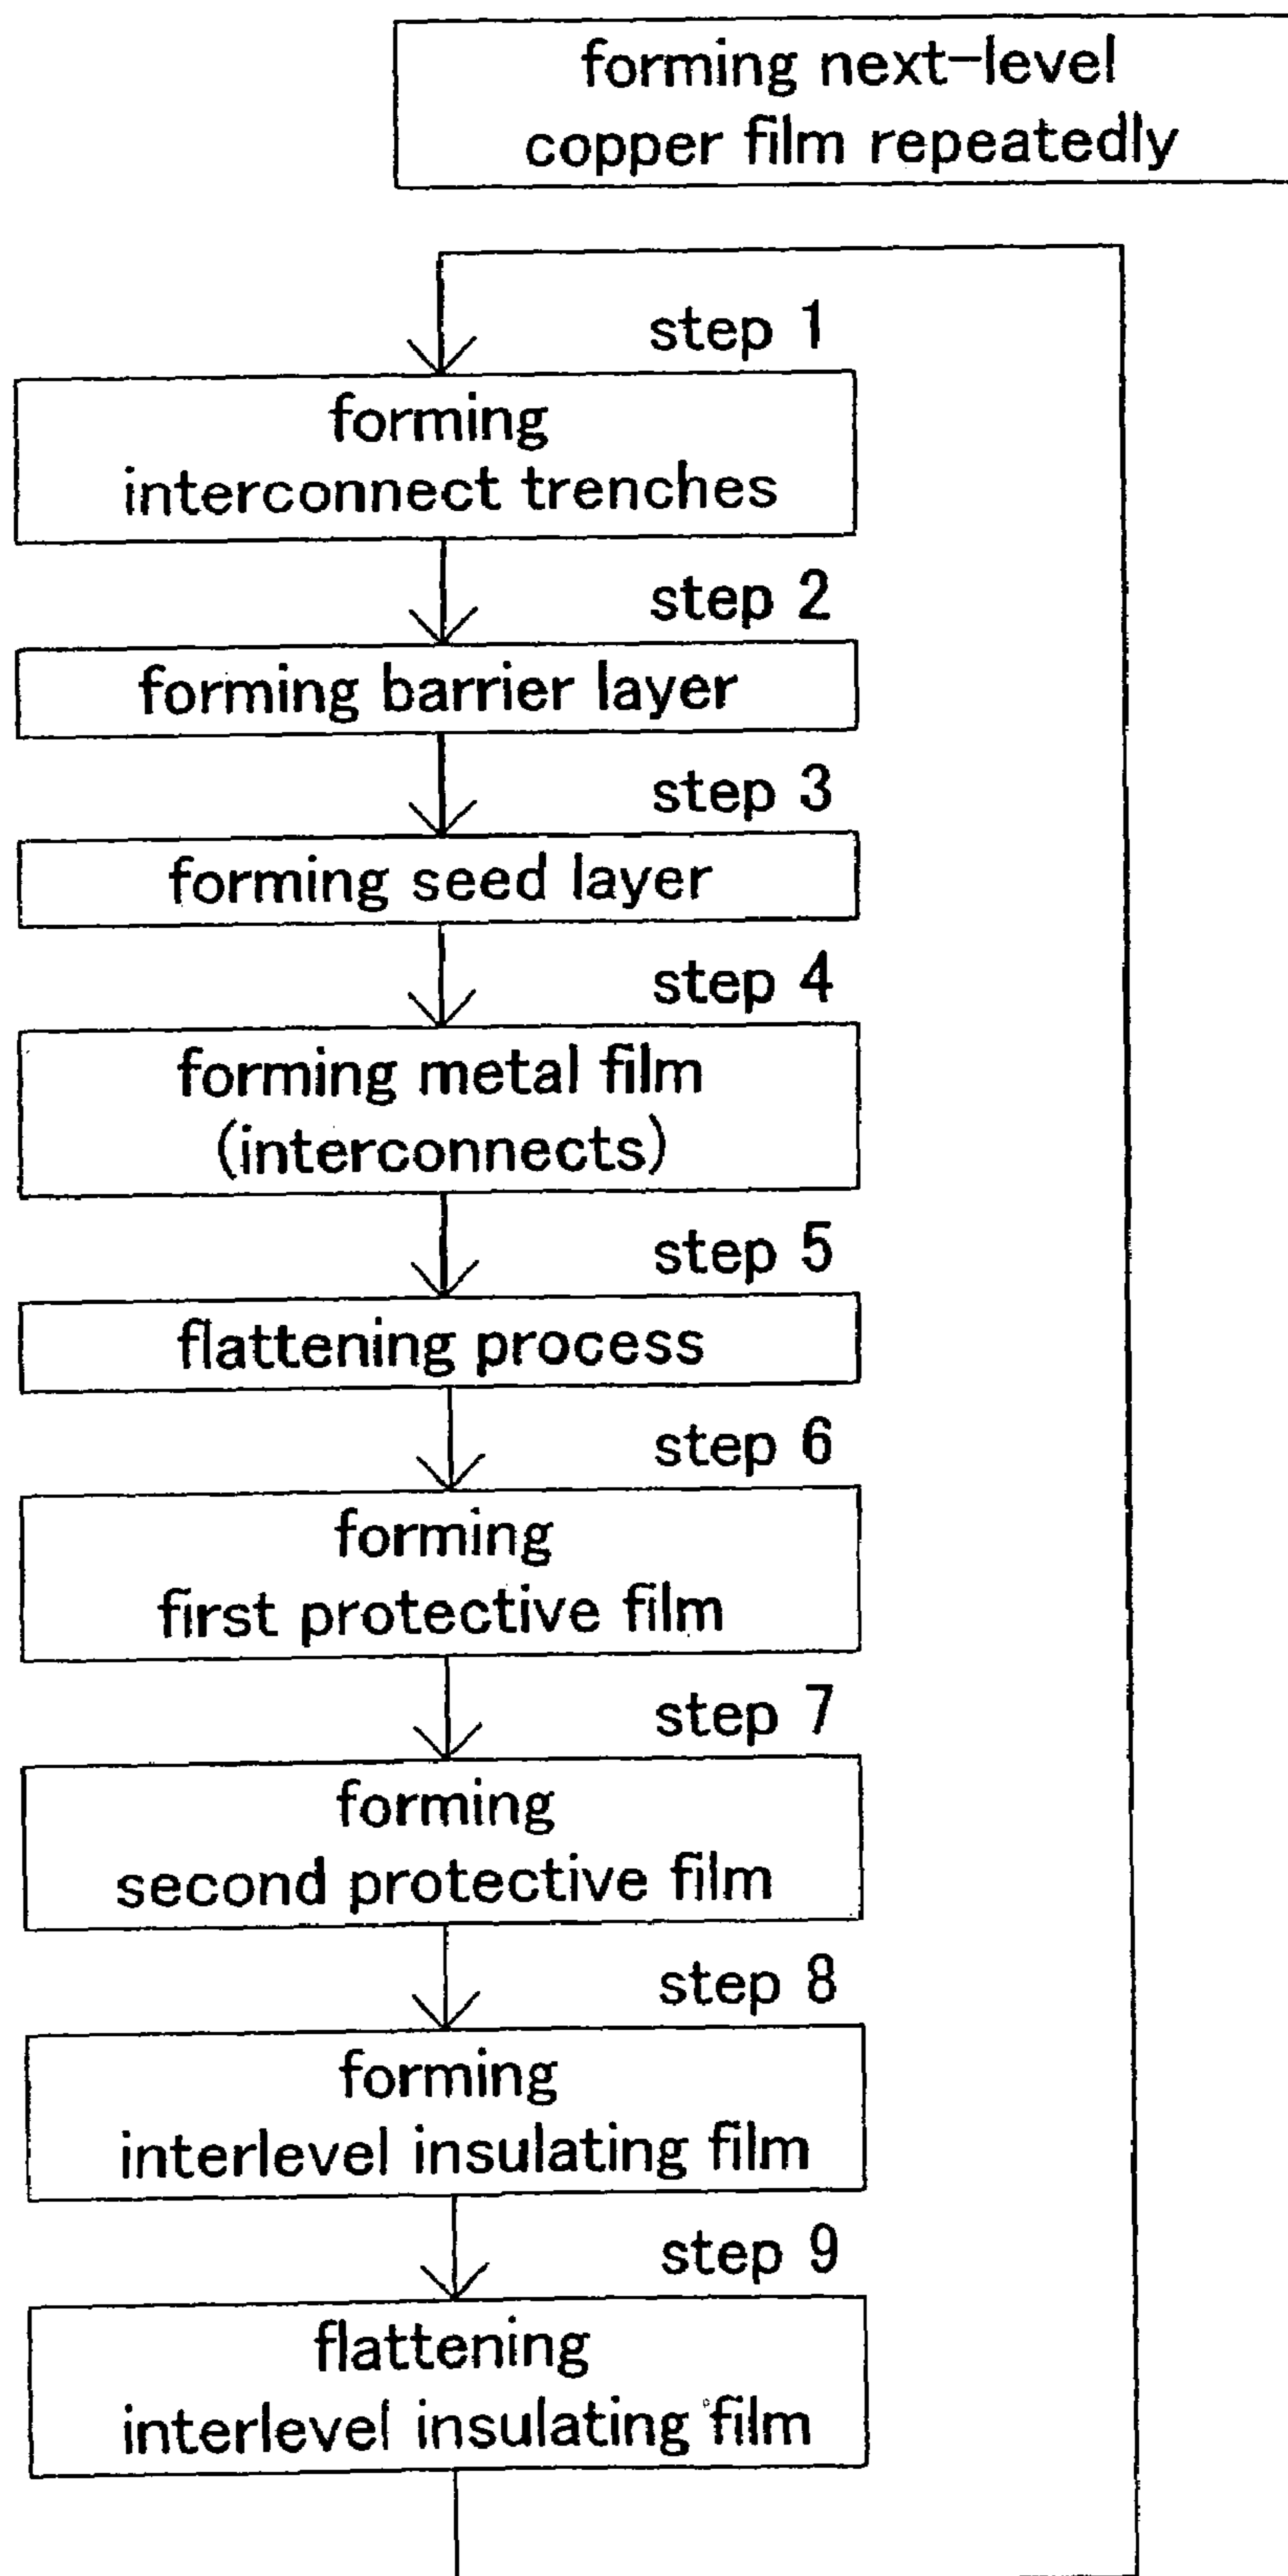 forming next-level
copper film repeatedly
step 1
forming
interconnect trenches
step 2
forming barrier layer
step 3
forming seed layer
step 4
forming metal film
(interconnects)
step 5
flattening process
step 6
forming
first protective film
step 7
forming
second protective film
step 8
forming
interlevel insulating film
step 9
flattening
interlevel insulating film